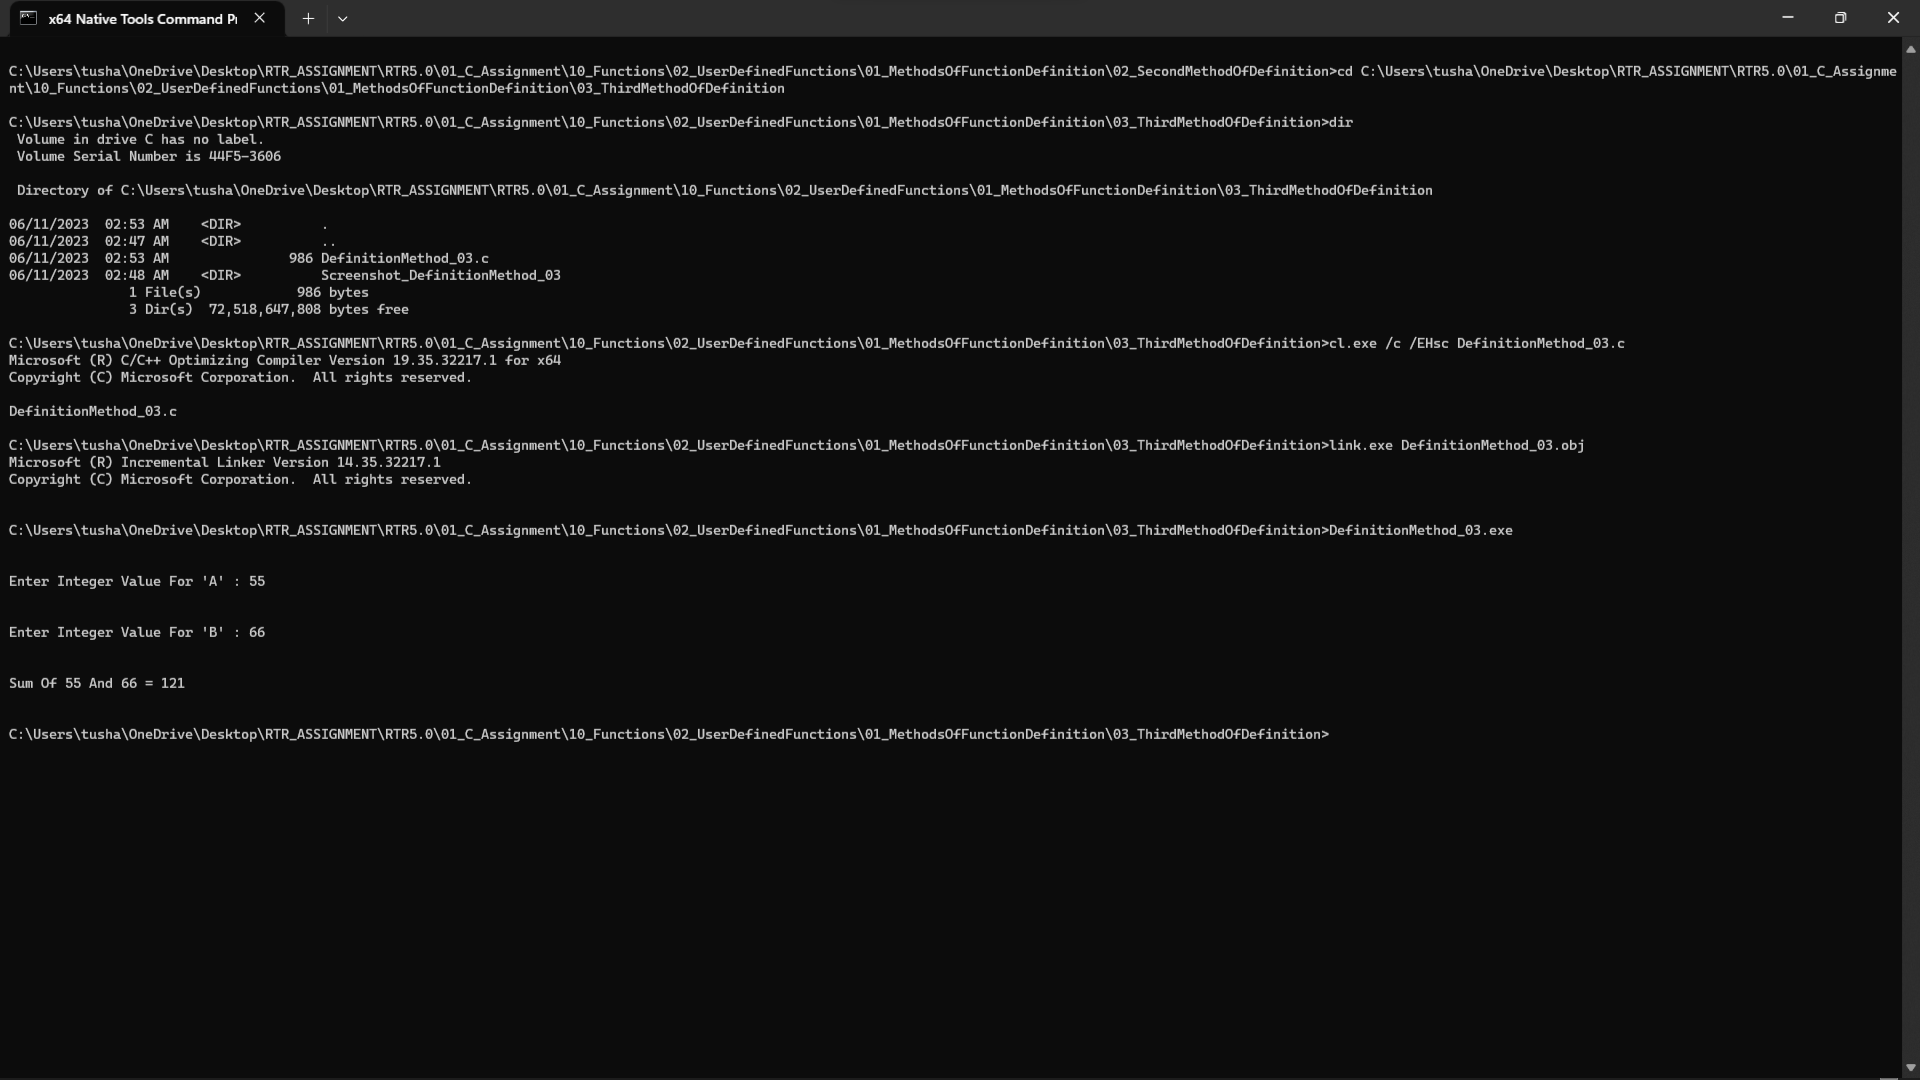 x64 Native Tools Command P
C:\Users\tusha\OneDrive\Desktop\RTR_ASSIGNMENT\RTR5.0\01_C_Assignment\10_Functions\02_UserDefinedFunctions\01_MethodsOfFunctionDefinition\02_SecondMethodOfDefinition>cd C:\Users\tusha\OneDrive\Desktop\RTR_ASSIGNMENT\RTR5.0\01_C_Assignme
nt\10_Functions\02_UserDefinedFunctions\01_MethodsOfFunctionDefinition\03_ThirdMethodOfDefinition
C:\Users\tusha\OneDrive\Desktop\RTR_ASSIGNMENT\RTR5.0\01_C_Assignment\10_Functions\02_UserDefinedFunctions\01_MethodsOfFunctionDefinition\03_ThirdMethodOfDefinition>dir
 Volume in drive C has no label.
 Volume Serial Number is 44F5-3606
 Directory of C:\Users\tusha\OneDrive\Desktop\RTR_ASSIGNMENT\RTR5.0\01_C_Assignment\10_Functions\02_UserDefinedFunctions\01_MethodsOfFunctionDefinition\03_ThirdMethodOfDefinition
06/11/2023  02:53 AM    <DIR>          .
06/11/2023  02:47 AM    <DIR>          ..
06/11/2023  02:53 AM               986 DefinitionMethod_03.c
06/11/2023  02:48 AM    <DIR>          Screenshot_DefinitionMethod_03
               1 File(s)            986 bytes
               3 Dir(s)  72,518,647,808 bytes free
C:\Users\tusha\OneDrive\Desktop\RTR_ASSIGNMENT\RTR5.0\01_C_Assignment\10_Functions\02_UserDefinedFunctions\01_MethodsOfFunctionDefinition\03_ThirdMethodOfDefinition>cl.exe /c /EHsc DefinitionMethod_03.c
Microsoft (R) C/C++ Optimizing Compiler Version 19.35.32217.1 for x64
Copyright (C) Microsoft Corporation.  All rights reserved.
DefinitionMethod_03.c
C:\Users\tusha\OneDrive\Desktop\RTR_ASSIGNMENT\RTR5.0\01_C_Assignment\10_Functions\02_UserDefinedFunctions\01_MethodsOfFunctionDefinition\03_ThirdMethodOfDefinition>link.exe DefinitionMethod_03.obj
Microsoft (R) Incremental Linker Version 14.35.32217.1
Copyright (C) Microsoft Corporation.  All rights reserved.
C:\Users\tusha\OneDrive\Desktop\RTR_ASSIGNMENT\RTR5.0\01_C_Assignment\10_Functions\02_UserDefinedFunctions\01_MethodsOfFunctionDefinition\03_ThirdMethodOfDefinition>DefinitionMethod_03.exe
Enter Integer Value For 'A' : 55
Enter Integer Value For 'B' : 66
Sum Of 55 And 66 = 121
C:\Users\tusha\OneDrive\Desktop\RTR_ASSIGNMENT\RTR5.0\01_C_Assignment\10_Functions\02_UserDefinedFunctions\01_MethodsOfFunctionDefinition\03_ThirdMethodOfDefinition>